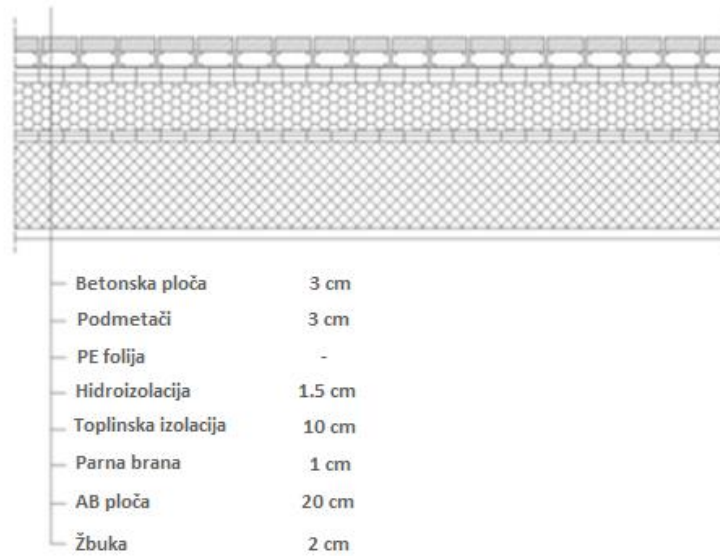 Betonska ploča 3 cm
Podmetači 3 cm
PE folija -
Hidroizolacija 1.5 cm
Toplinska izolacija 10 cm
Parna brana 1 cm
AB ploča 20 cm
Žbuka 2 cm